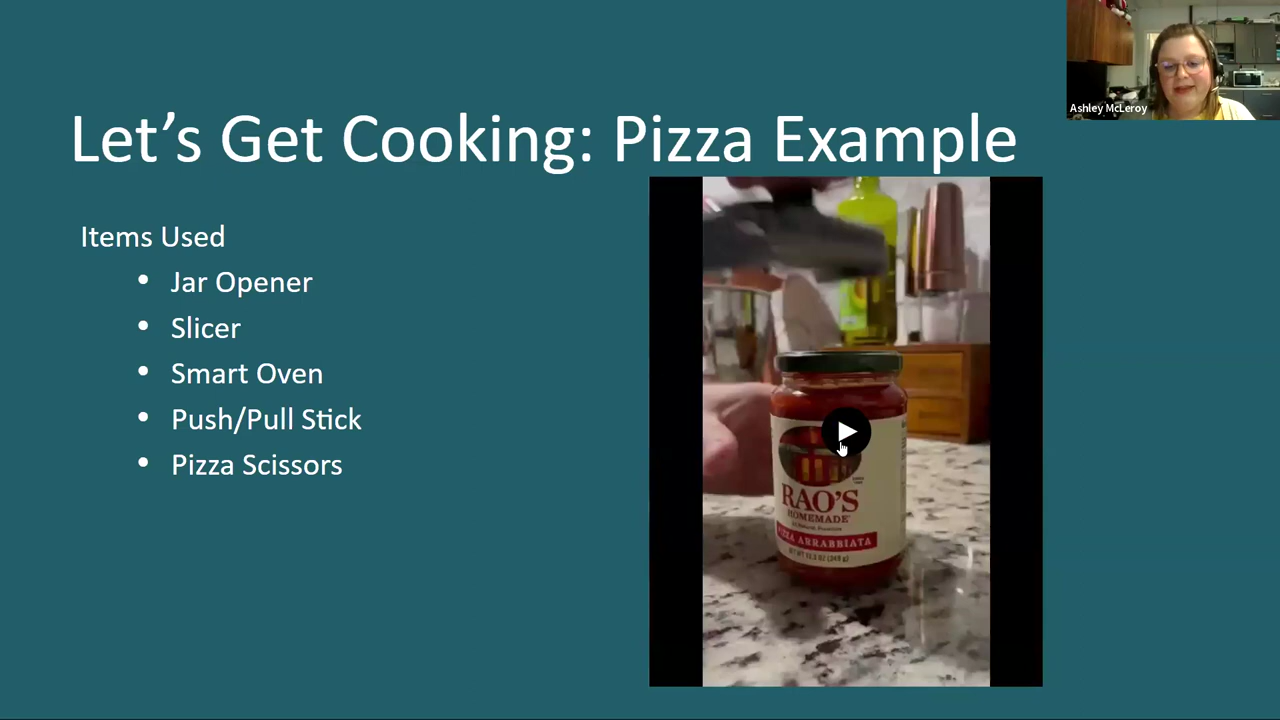 Ashley McLeroy
Let's Get Cooking: Pizza Example
Items Used
• Jar Opener
• Slicer
• Smart Oven
• Push/Pull Stick
• Pizza Scissors
RAO'S
HOMEMADE
PIZZA ARRABBIATA